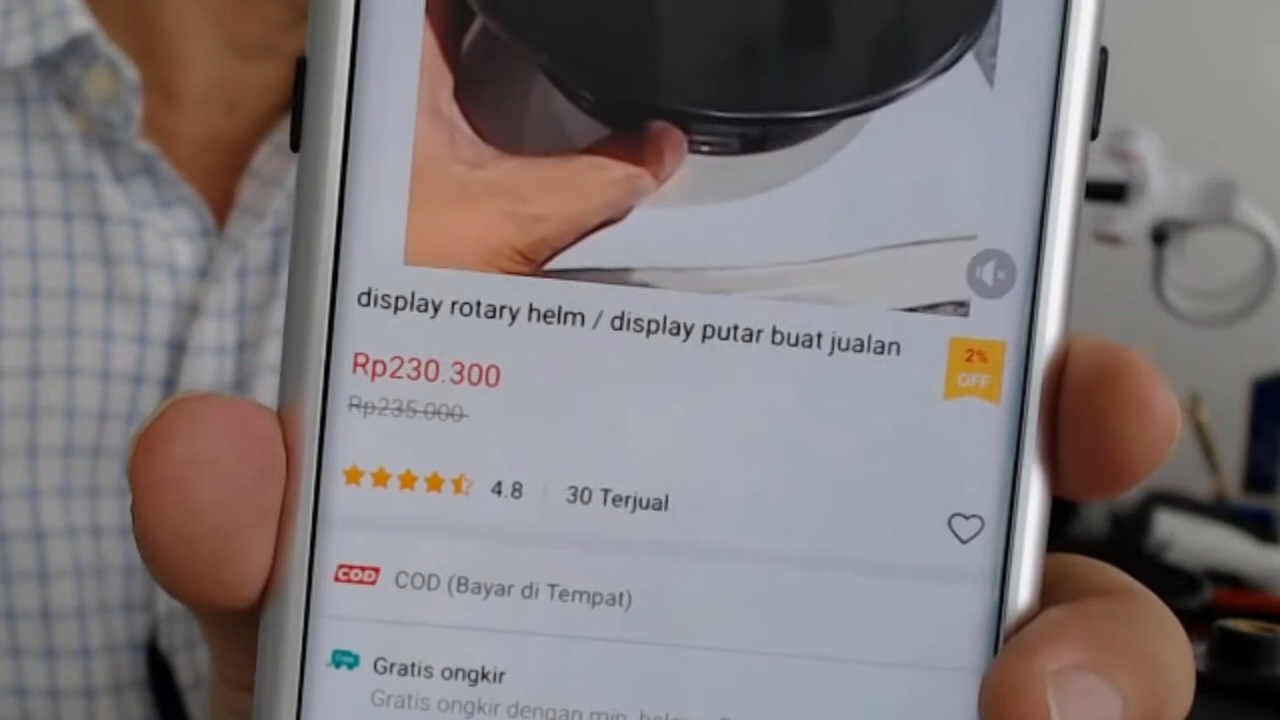 display rotary helm / display putar buat jualan
2%
OFF
Rp230.300
Rp235.000
4.8
30 Terjual
COD
COD (Bayar di Tempat)
Gratis ongkir
Gratis ongkir dengan min.